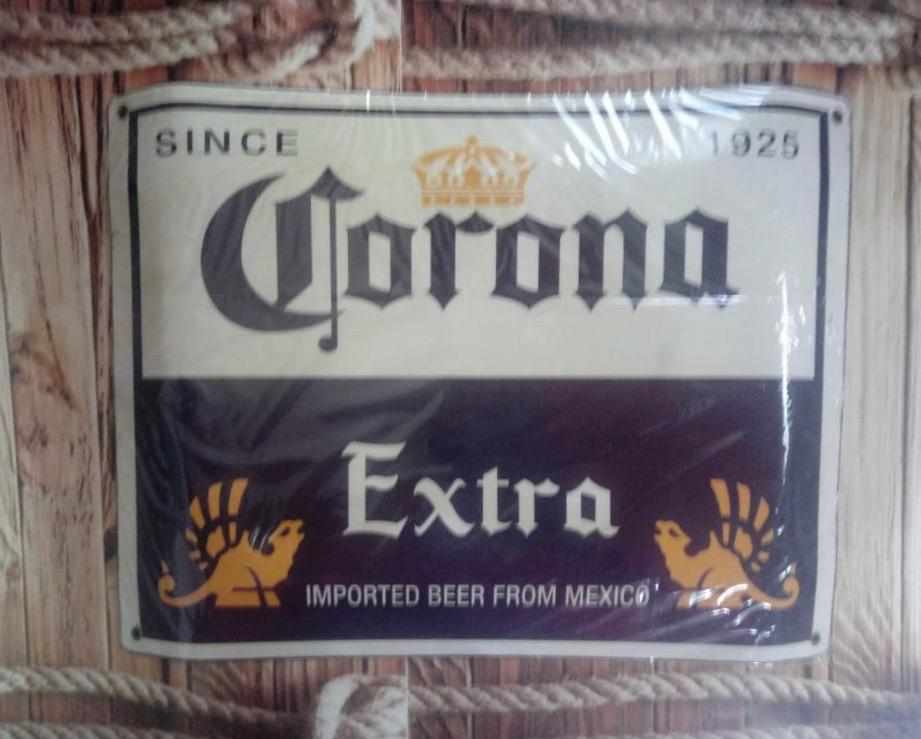 SINCE 1925
Corona
Extra
IMPORTED BEER FROM MEXICO